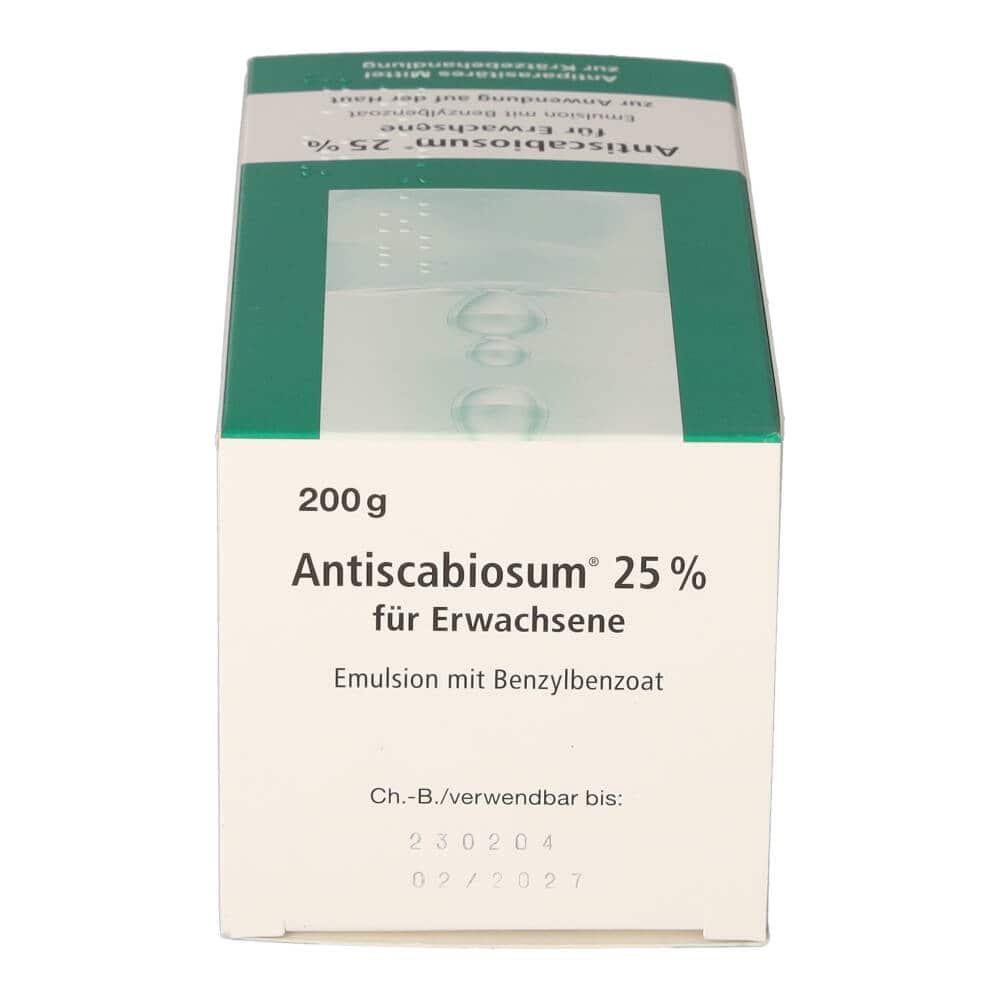 Antiparasitäres Mittel
zur Krätzebehandlung
Antiscabiosum® 25 %
für Erwachsene
Emulsion mit Benzylbenzoat
zur Anwendung auf der Haut
200 g
Antiscabiosum® 25 %
für Erwachsene
Emulsion mit Benzylbenzoat
Ch.-B./verwendbar bis:
230204
02/2027